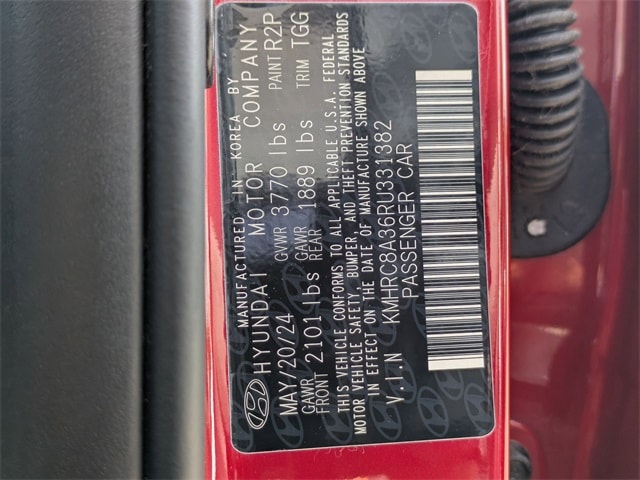 MANUFACTURED IN KOREA BY
HYUNDAI MOTOR COMPANY
MAY/20/24 GVWR 3770 lbs PAINT R2P
GAWR FRONT 2101 lbs GAWR REAR 1889 lbs TRIM TGG
THIS VEHICLE CONFORMS TO ALL APPLICABLE U.S.A. FEDERAL
MOTOR VEHICLE SAFETY, BUMPER, AND THEFT PREVENTION STANDARDS
IN EFFECT ON THE DATE OF MANUFACTURE SHOWN ABOVE
V.I.N KMHRC8A36RU331382
PASSENGER CAR